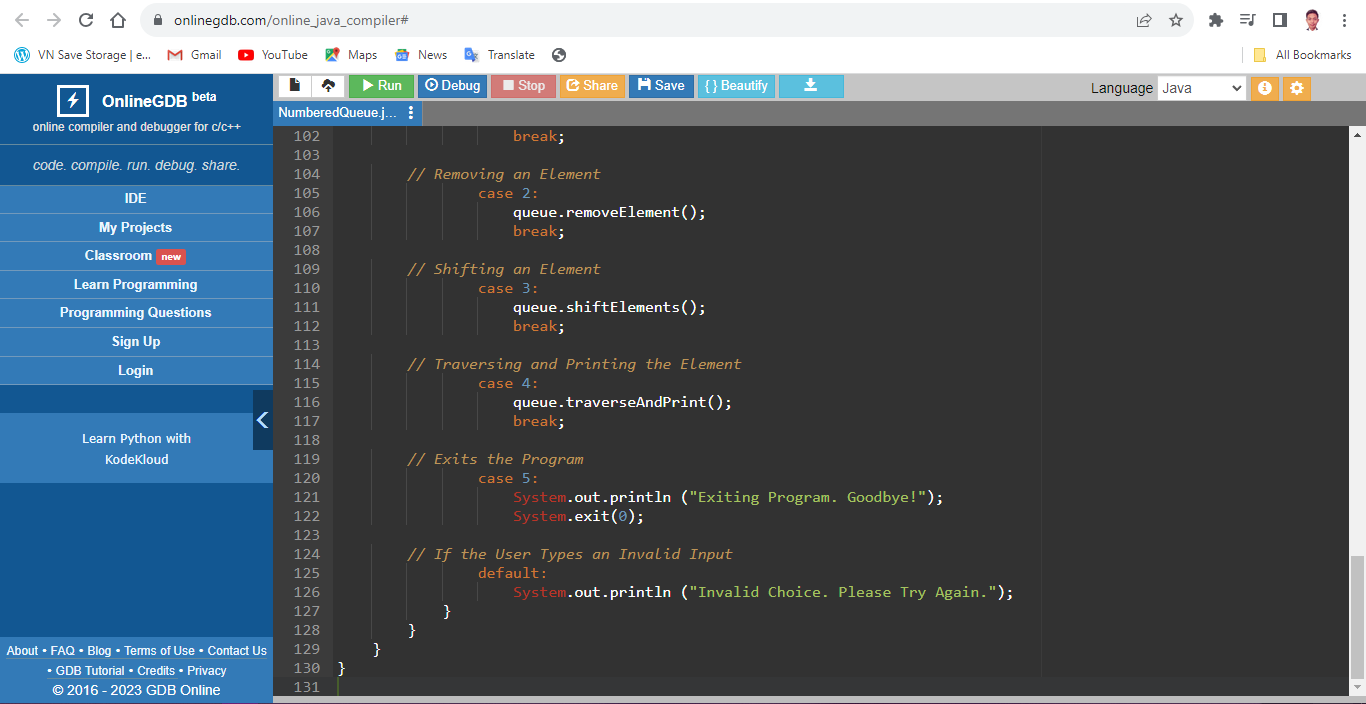 onlinegdb.com/online_java_compiler#
VN Save Storage | e...
Gmail
YouTube
Maps
News
Translate
All Bookmarks
OnlineGDB beta
online compiler and debugger for c/c++
code. compile. run. debug. share.
IDE
My Projects
Classroom new
Learn Programming
Programming Questions
Sign Up
Login
Learn Python with
KodeKloud
About • FAQ • Blog • Terms of Use • Contact Us
• GDB Tutorial • Credits • Privacy
© 2016 - 2023 GDB Online
Run Debug Stop Share Save { } Beautify
Language Java
NumberedQueue.j...
102 break;
103
104 // Removing an Element
105 case 2:
106 queue.removeElement();
107 break;
108
109 // Shifting an Element
110 case 3:
111 queue.shiftElements();
112 break;
113
114 // Traversing and Printing the Element
115 case 4:
116 queue.traverseAndPrint();
117 break;
118
119 // Exits the Program
120 case 5:
121 System.out.println ("Exiting Program. Goodbye!");
122 System.exit(0);
123
124 // If the User Types an Invalid Input
125 default:
126 System.out.println ("Invalid Choice. Please Try Again.");
127 }
128 }
129 }
130 }
131